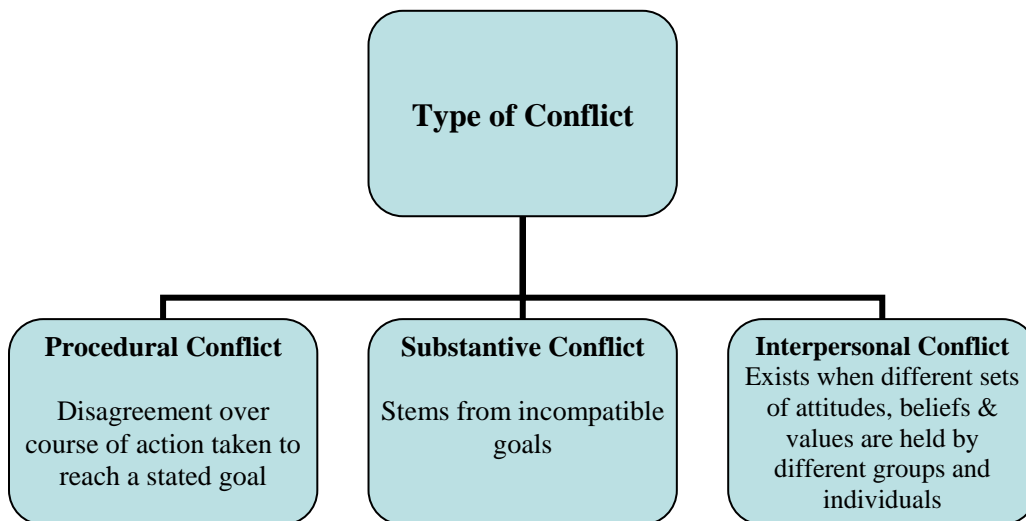 Type of Conflict
Procedural Conflict
Disagreement over
course of action taken to
reach a stated goal
Substantive Conflict
Stems from incompatible
goals
Interpersonal Conflict
Exists when different sets
of attitudes, beliefs &
values are held by
different groups and
individuals